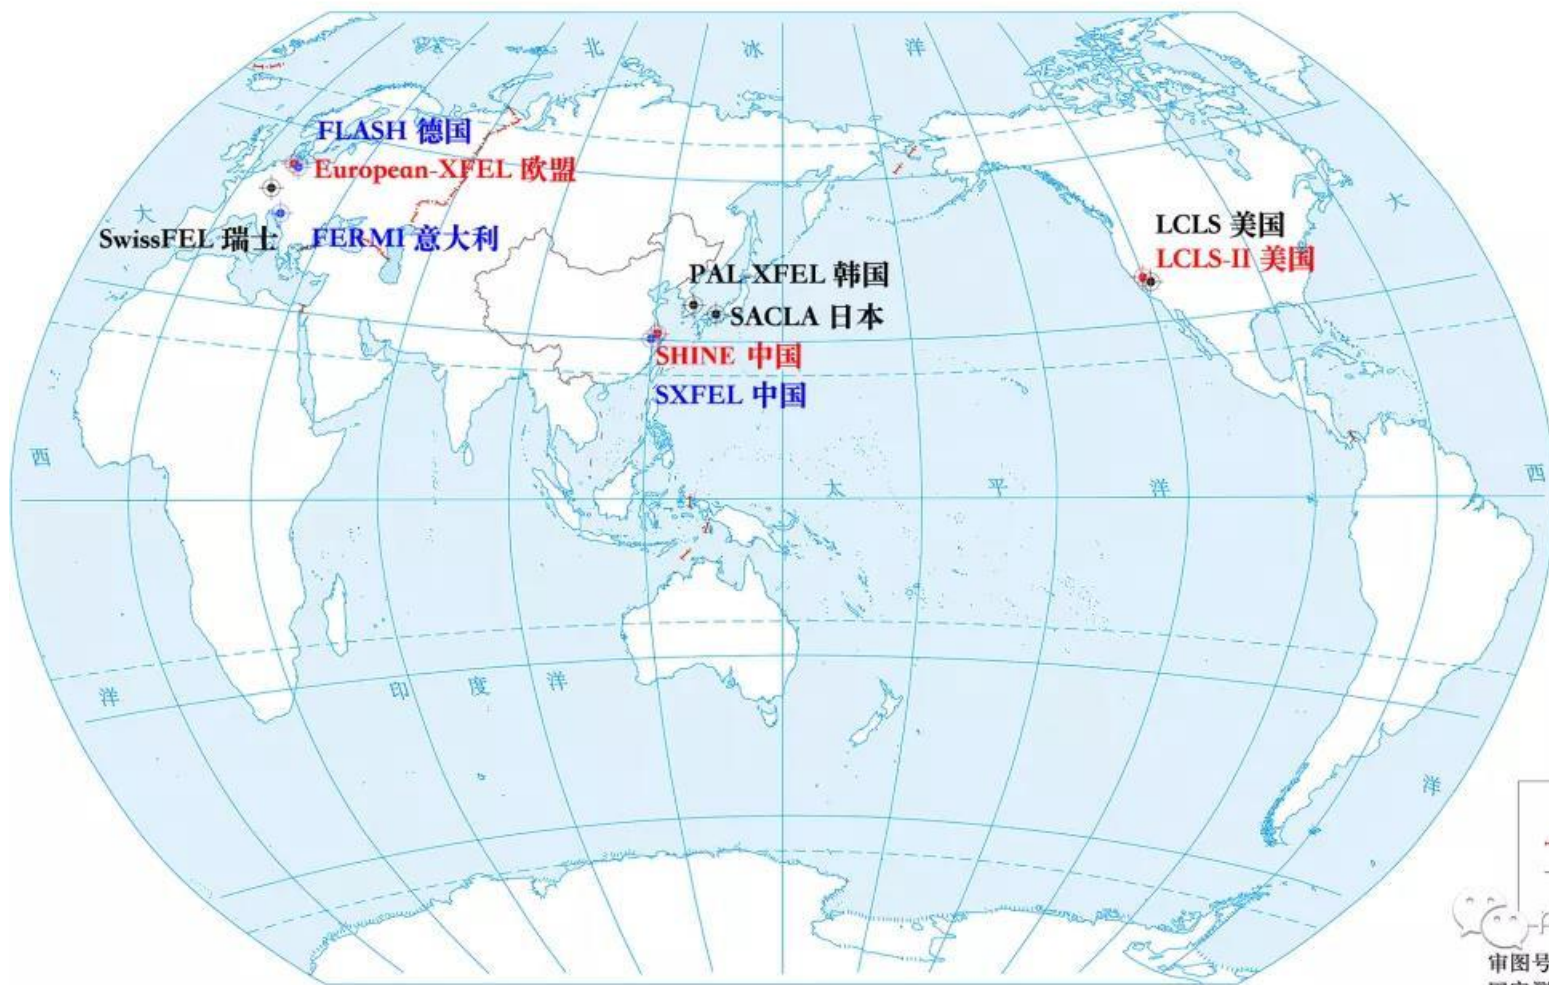 北 冰 洋
FLASH 德国
European-XFEL 欧盟
大
SwissFEL 瑞士
FERMI 意大利
LCLS 美国
LCLS-II 美国
大
PAL-XFEL 韩国
SACLA 日本
SHINE 中国
SXFEL 中国
西
太 平 洋
西
洋
印 度 洋
洋
审图号